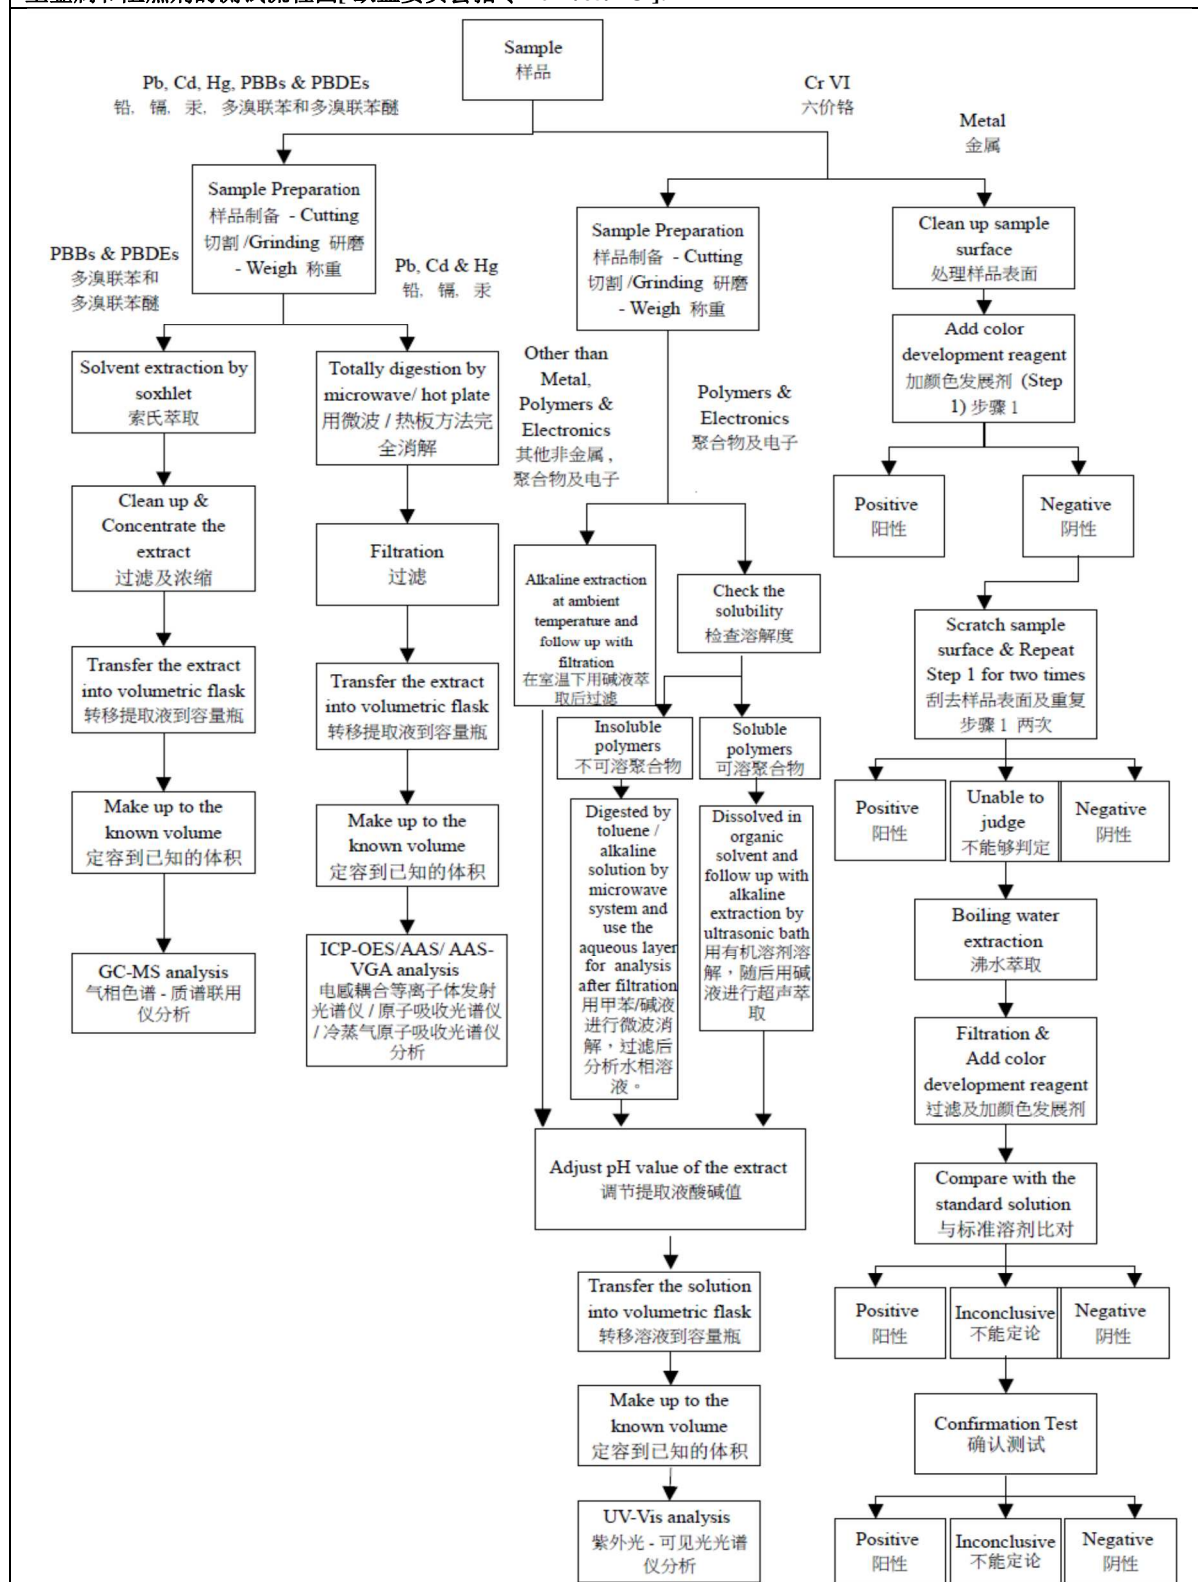 Sample
样品
Pb, Cd, Hg, PBBs & PBDEs
铅, 镉, 汞, 多溴联苯和多溴联苯醚
Cr VI
六价铬
Metal
金属
Sample Preparation
样品制备 - Cutting
切割 /Grinding 研磨
- Weigh 称重
PBBs & PBDEs
多溴联苯和
多溴联苯醚
Pb, Cd & Hg
铅, 镉, 汞
Solvent extraction by
soxhlet
索氏萃取
Clean up &
Concentrate the
extract
过滤及浓缩
Transfer the extract
into volumetric flask
转移提取液到容量瓶
Make up to the
known volume
定容到已知的体积
GC-MS analysis
气相色谱 - 质谱联用
仪分析
Totally digestion by
microwave/ hot plate
用微波 / 热板方法完
全消解
Filtration
过滤
Transfer the extract
into volumetric flask
转移提取液到容量瓶
Make up to the
known volume
定容到已知的体积
ICP-OES/AAS/ AAS-
VGA analysis
电感耦合等离子体发射
光谱仪 / 原子吸收光谱仪
/ 冷蒸气原子吸收光谱仪
分析
Sample Preparation
样品制备 - Cutting
切割 /Grinding 研磨
- Weigh 称重
Other than
Metal,
Polymers &
Electronics
其他非金属 ,
聚合物及电子
Polymers &
Electronics
聚合物及电子
Alkaline extraction
at ambient
temperature and
follow up with
filtration
在室温下用碱液萃
取后过滤
Check the
solubility
检查溶解度
Insoluble
polymers
不可溶聚合物
Soluble
polymers
可溶聚合物
Digested by
toluene /
alkaline
solution by
microwave
system and
use the
aqueous layer
for analysis
after filtration
用甲苯/碱液
进行微波消
解，过滤后
分析水相溶
液。
Dissolved in
organic
solvent and
follow up with
alkaline
extraction by
ultrasonic bath
用有机溶剂溶
解，随后用碱
液进行超声萃
取
Adjust pH value of the extract
调节提取液酸碱值
Transfer the solution
into volumetric flask
转移溶液到容量瓶
Make up to the
known volume
定容到已知的体积
UV-Vis analysis
紫外光 - 可见光光谱
仪分析
Clean up sample
surface
处理样品表面
Add color
development reagent
加颜色发展剂 (Step
1) 步骤 1
Positive
阳性
Negative
阴性
Scratch sample
surface & Repeat
Step 1 for two times
刮去样品表面及重复
步骤 1 两次
Positive
阳性
Unable to
judge
不能够判定
Negative
阴性
Boiling water
extraction
沸水萃取
Filtration &
Add color
development reagent
过滤及加颜色发展剂
Compare with the
standard solution
与标准溶剂比对
Positive
阳性
Inconclusive
不能定论
Negative
阴性
Confirmation Test
确认测试
Positive
阳性
Inconclusive
不能定论
Negative
阴性